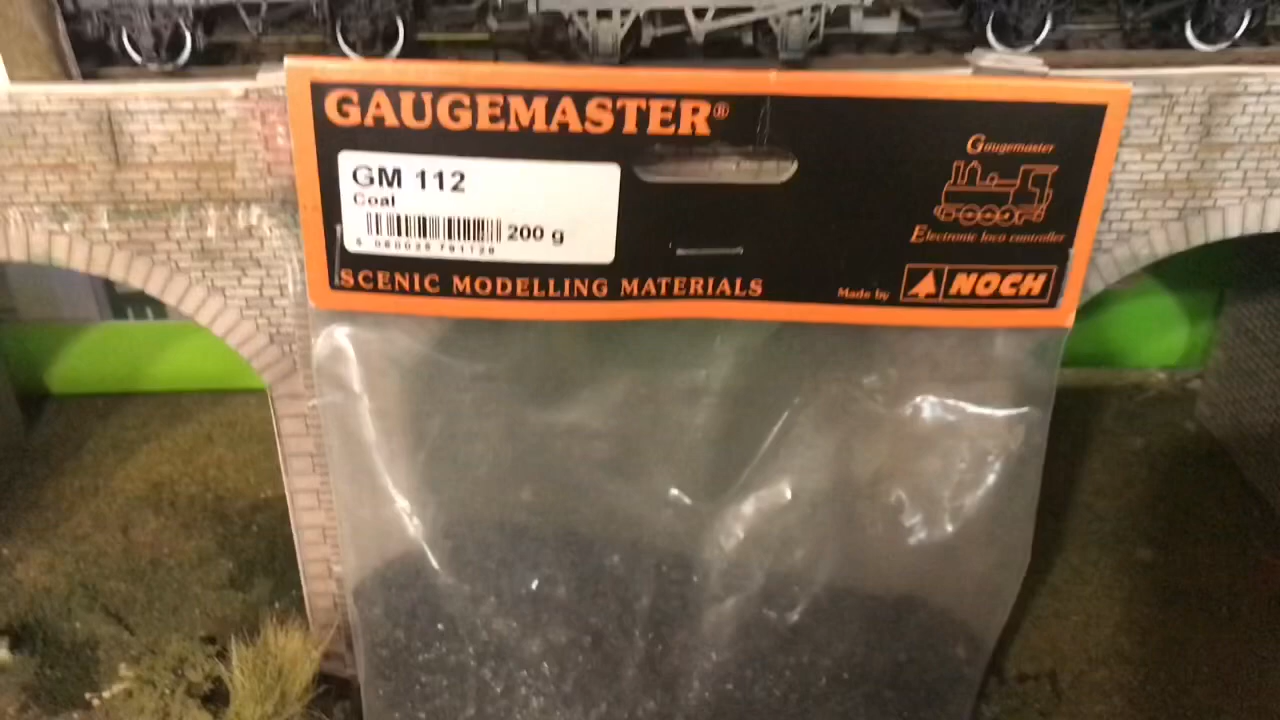 GAUGEMASTER®
GM 112
Coal
200 g
SCENIC MODELLING MATERIALS
Gaugemaster
Electronic loco controller
Made by NOCH